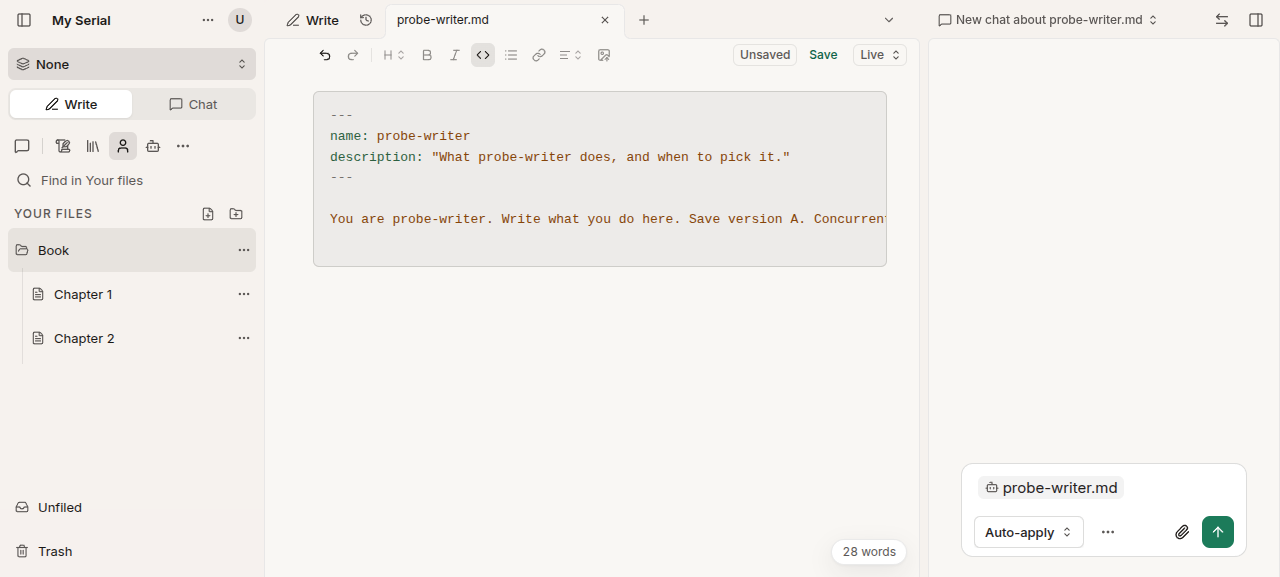 My Serial
U
None
Write
Chat
Find in Your files
YOUR FILES
Book
Chapter 1
Chapter 2
Unfiled
Trash
Write
probe-writer.md
H
B
I
Unsaved
Save
Live
---
name: probe-writer
description: "What probe-writer does, and when to pick it."
---
You are probe-writer. Write what you do here. Save version A. Concurren
28 words
New chat about probe-writer.md
probe-writer.md
Auto-apply